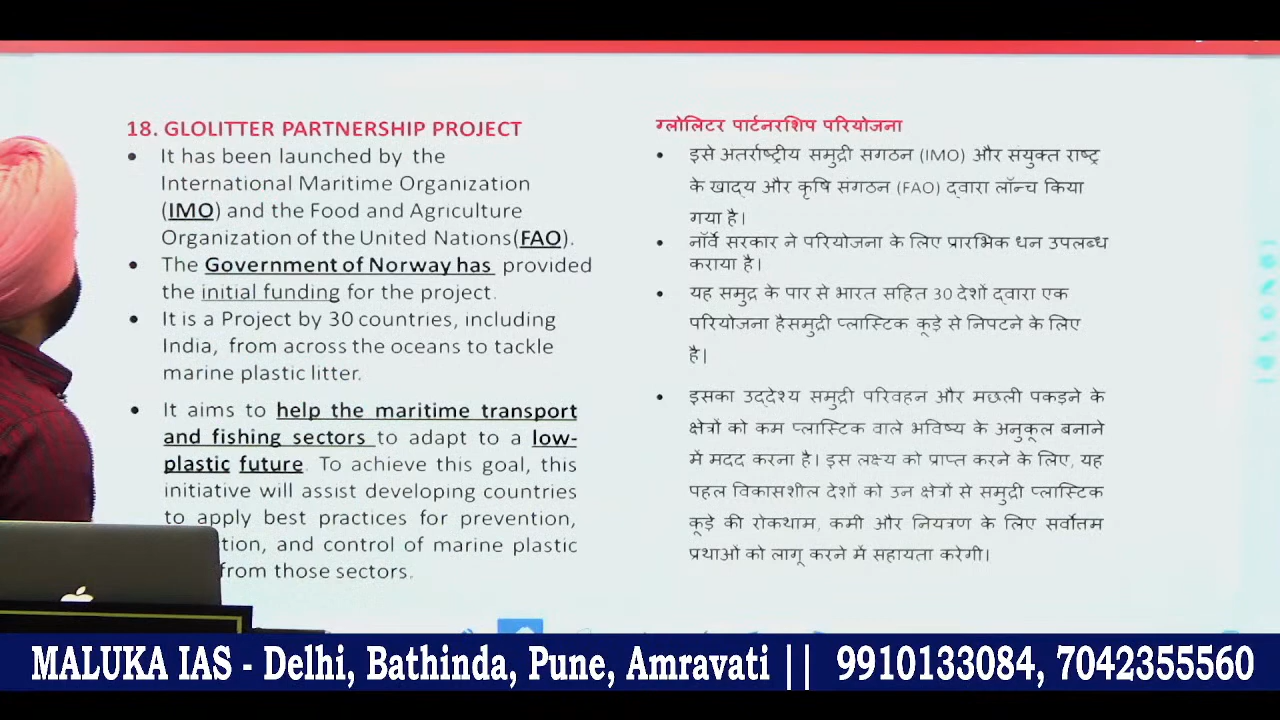 18. GLOLITTER PARTNERSHIP PROJECT
• It has been launched by the
International Maritime Organization
(IMO) and the Food and Agriculture
Organization of the United Nations(FAO).
• The Government of Norway has provided
the initial funding for the project.
• It is a Project by 30 countries, including
India, from across the oceans to tackle
marine plastic litter.
• It aims to help the maritime transport
and fishing sectors to adapt to a low-
plastic future. To achieve this goal, this
initiative will assist developing countries
to apply best practices for prevention,
and control of marine plastic
from those sectors.
ग्लोलिटर पार्टनरशिप परियोजना
• इसे अतर्राष्ट्रीय समुद्री सगठन (IMO) और संयुक्त राष्ट्र
के खाद्य और कृषि संगठन (FAO) द्वारा लॉन्च किया
गया है।
• नॉर्वे सरकार ने परियोजना के लिए प्रारभिक धन उपलब्ध
कराया है।
• यह समुद्र के पार से भारत सहित 30 देशों द्वारा एक
परियोजना हैसमुद्री प्लास्टिक कूड़े से निपटने के लिए
है|
• इसका उद्देश्य समुद्री परिवहन और मछली पकड़ने के
क्षेत्रों को कम प्लास्टिक वाले भविष्य के अनुकूल बनाने
में मदद करना है। इस लक्ष्य को प्राप्त करने के लिए, यह
पहल विकासशील देशों को उन क्षेत्रों से समुद्री प्लास्टिक
कूड़े की रोकथाम, कमी और नियत्रण के लिए सर्वोतम
प्रथाओं को लागू करने में सहायता करेगी।
MALUKA IAS - Delhi, Bathinda, Pune, Amravati || 9910133084, 7042355560